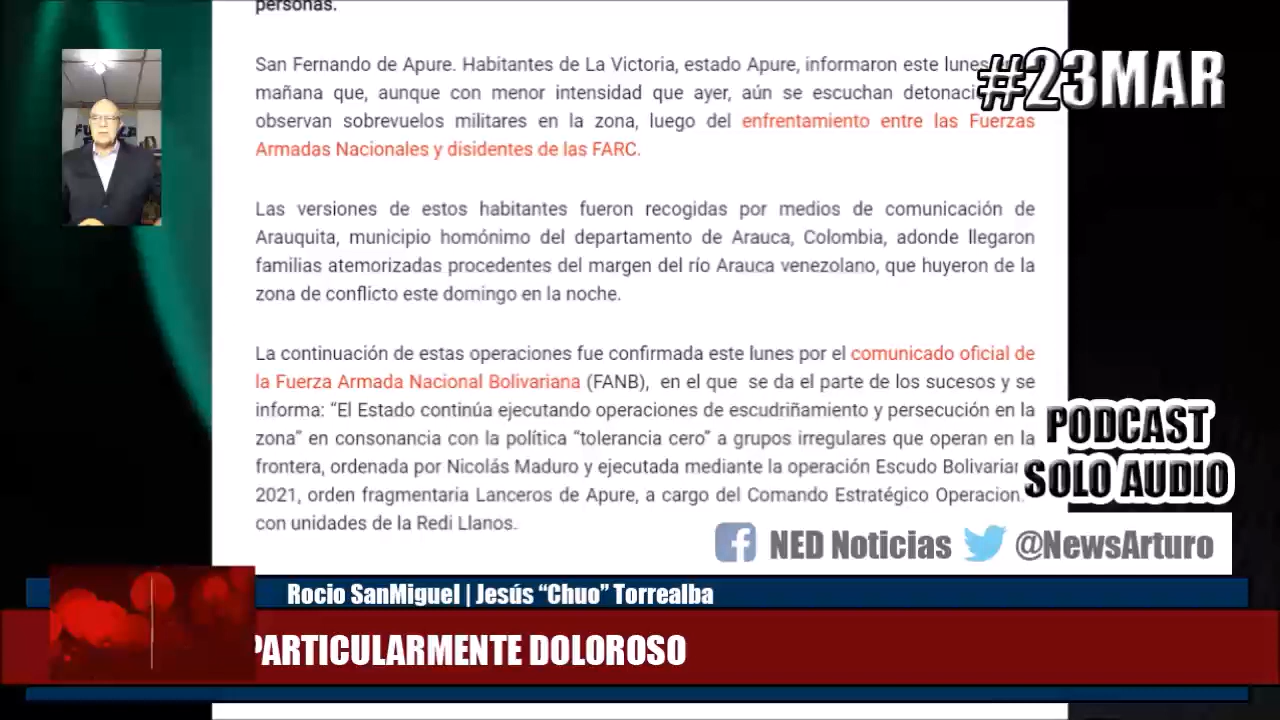 personas.
San Fernando de Apure. Habitantes de La Victoria, estado Apure, informaron este lunes
mañana que, aunque con menor intensidad que ayer, aún se escuchan
observan sobrevuelos militares en la zona, luego del enfrentamiento entre las Fuerzas
Armadas Nacionales y disidentes de las FARC.
Las versiones de estos habitantes fueron recogidas por medios de comunicación de
Arauquita, municipio homónimo del departamento de Arauca, Colombia, adonde llegaron
familias atemorizadas procedentes del margen del río Arauca venezolano, que huyeron de la
zona de conflicto este domingo en la noche.
La continuación de estas operaciones fue confirmada este lunes por el comunicado oficial de
la Fuerza Armada Nacional Bolivariana (FANB), en el que se da el parte de los sucesos y se
informa: “El Estado continúa ejecutando operaciones de escudriñamiento y persecución en la
zona” en consonancia con la política “tolerancia cero” a grupos irregulares que operan en la
frontera, ordenada por Nicolás Maduro y ejecutada mediante la operación Escudo
2021, orden fragmentaria Lanceros de Apure, a cargo del Comando Estratégico
con unidades de la Redi Llanos.
#23MAR
PODCAST
SOLO AUDIO
NED Noticias @NewsArturo
Rocio SanMiguel | Jesús “Chuo” Torrealba
PARTICULARMENTE DOLOROSO